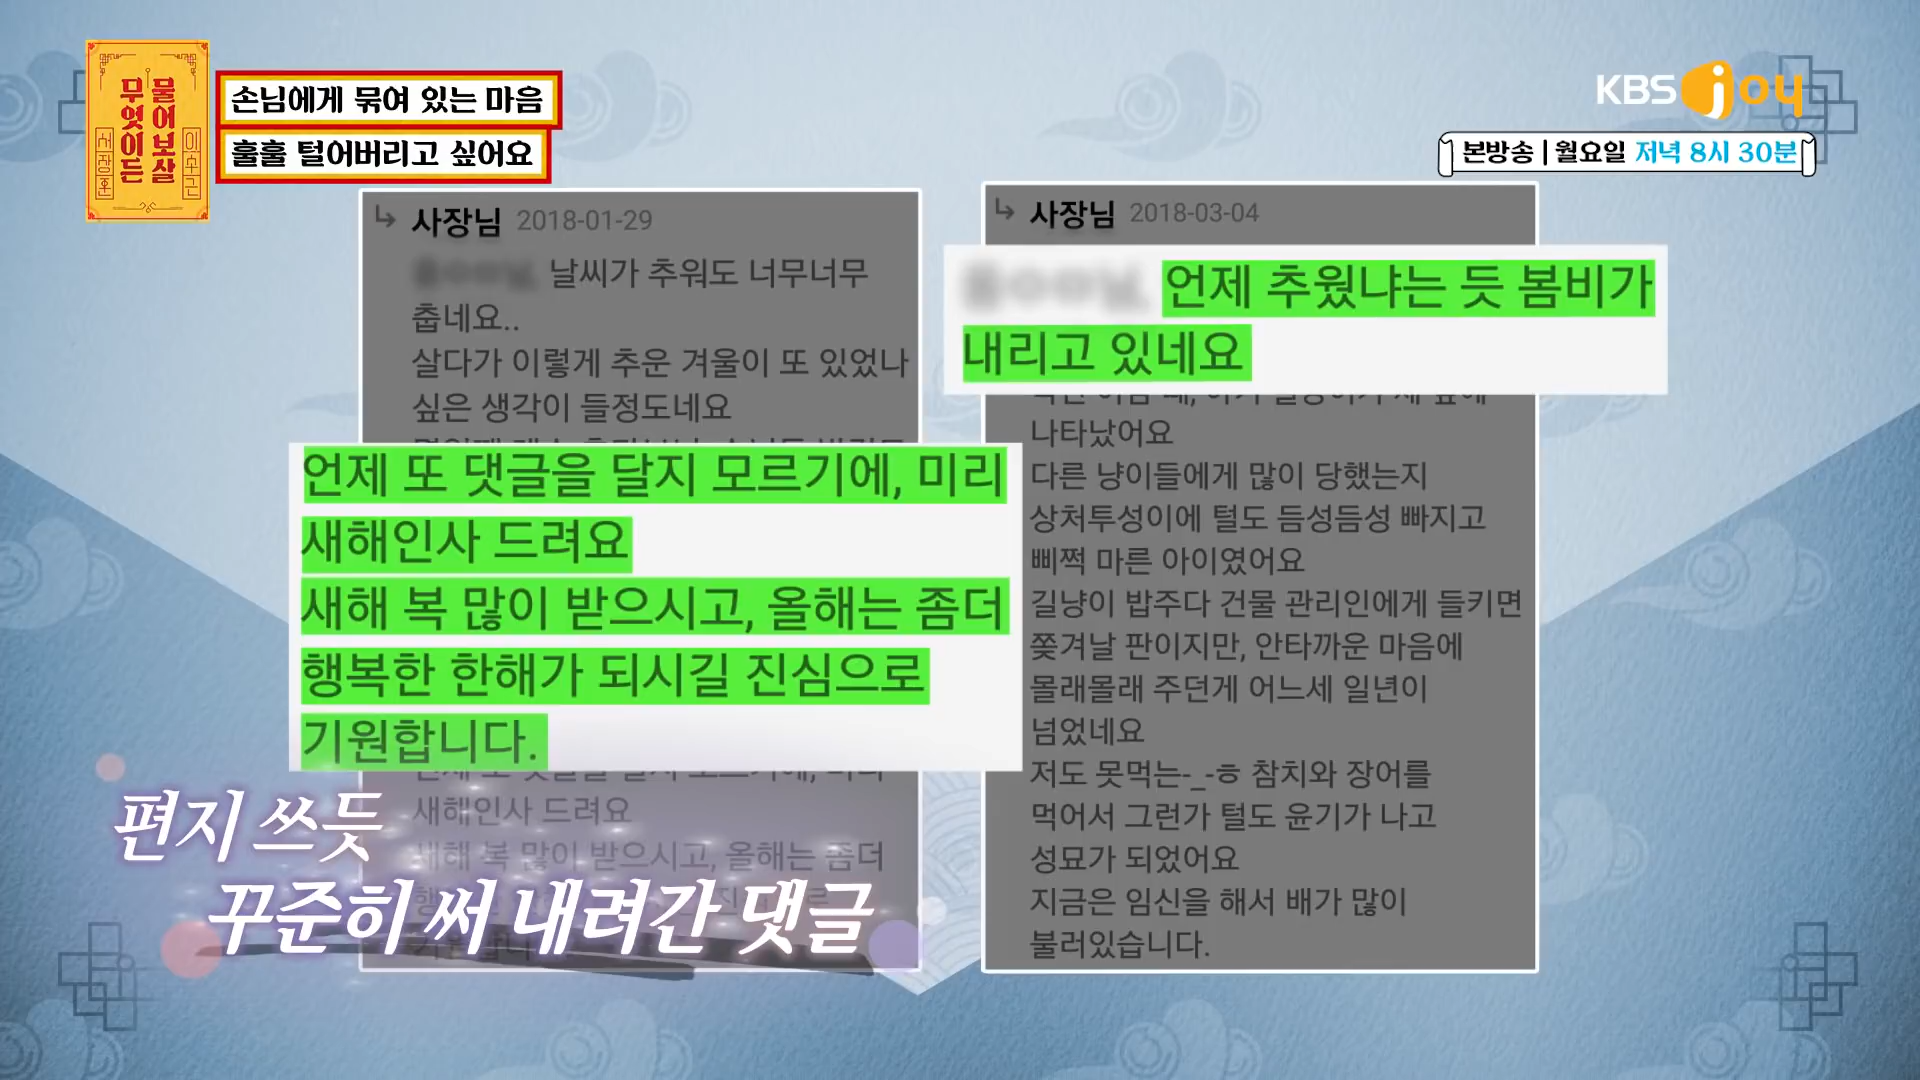 무엇이든
물어보살
서장훈
이수근
손님에게 묶여 있는 마음
훌훌 털어버리고 싶어요
KBS joy
본방송 | 월요일 저녁 8시 30분
사장님 2018-01-29
날씨가 추워도 너무너무
춥네요..
살다가 이렇게 추운 겨울이 또 있었나
싶은 생각이 들정도네요
언제 또 댓글을 달지 모르기에, 미리
새해인사 드려요
새해 복 많이 받으시고, 올해는 좀더
행복한 한해가 되시길 진심으로
기원합니다.
새해인사 드려요
새해 복 많이 받으시고, 올해는 좀더
편지 쓰듯
꾸준히 써 내려간 댓글
사장님 2018-03-04
언제 추웠냐는 듯 봄비가
내리고 있네요
나타났어요
다른 냥이들에게 많이 당했는지
상처투성이에 털도 듬성듬성 빠지고
삐쩍 마른 아이였어요
길냥이 밥주다 건물 관리인에게 들키면
쫓겨날 판이지만, 안타까운 마음에
몰래몰래 주던게 어느세 일년이
넘었네요
저도 못먹는-_-ㅎ 참치와 장어를
먹어서 그런가 털도 윤기가 나고
성묘가 되었어요
지금은 임신을 해서 배가 많이
불러있습니다.